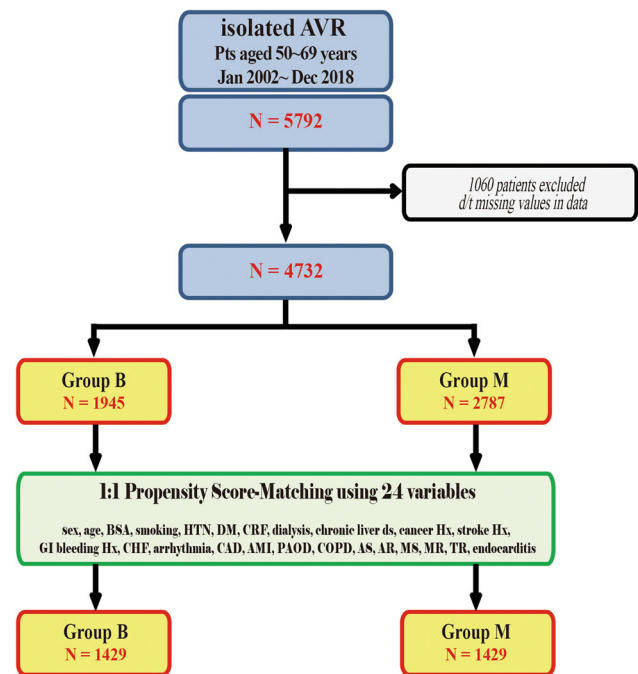 isolated AVR
Pts aged 50~69 years
Jan 2002~ Dec 2018
N = 5792
1060 patients excluded
d/t missing values in data
N = 4732
Group B
N = 1945
Group M
N = 2787
1:1 Propensity Score-Matching using 24 variables
sex, age, BSA, smoking, HTN, DM, CRF, dialysis, chronic liver ds, cancer Hx, stroke Hx,
GI bleeding Hx, CHF, arrhythmia, CAD, AMI, PAOD, COPD, AS, AR, MS, MR, TR, endocarditis
Group B
N = 1429
Group M
N = 1429